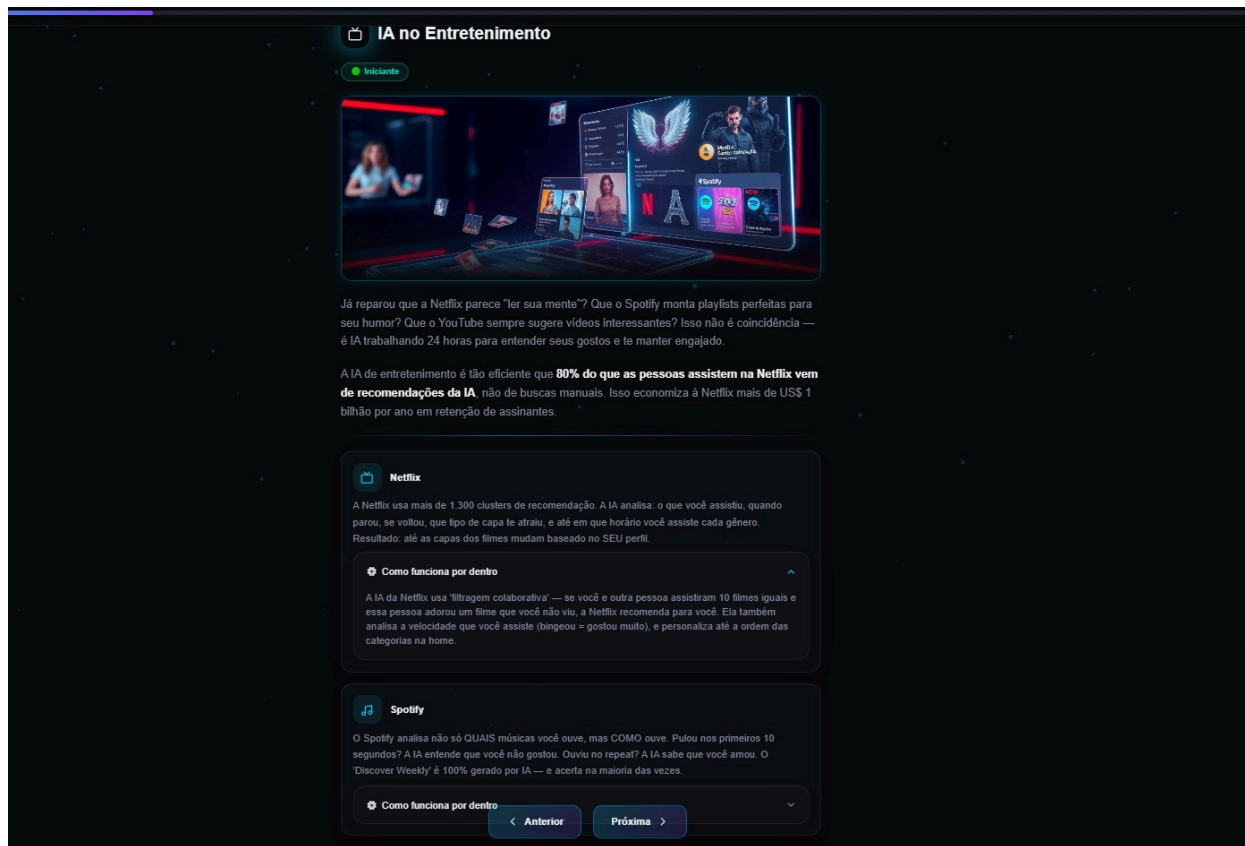 IA no Entretenimento
Iniciante
Spotify
N A
Já reparou que a Netflix parece "ler sua mente"? Que o Spotify monta playlists perfeitas para
seu humor? Que o YouTube sempre sugere vídeos interessantes? Isso não é coincidência —
é IA trabalhando 24 horas para entender seus gostos e te manter engajado.
A IA de entretenimento é tão eficiente que 80% do que as pessoas assistem na Netflix vem
de recomendações da IA, não de buscas manuais. Isso economiza à Netflix mais de US$ 1
bilhão por ano em retenção de assinantes.
Netflix
A Netflix usa mais de 1.300 clusters de recomendação. A IA analisa: o que você assistiu, quando
parou, se voltou, que tipo de capa te atraiu, e até em que horário você assiste cada gênero.
Resultado: até as capas dos filmes mudam baseado no SEU perfil.
Como funciona por dentro
A IA da Netflix usa 'filtragem colaborativa' — se você e outra pessoa assistiram 10 filmes iguais e
essa pessoa adorou um filme que você não viu, a Netflix recomenda para você. Ela também
analisa a velocidade que você assiste (bingeou = gostou muito), e personaliza até a ordem das
categorias na home.
Spotify
O Spotify analisa não só QUAIS músicas você ouve, mas COMO ouve. Pulou nos primeiros 10
segundos? A IA entende que você não gostou. Ouviu no repeat? A IA sabe que você amou. O
'Discover Weekly' é 100% gerado por IA — e acerta na maioria das vezes.
Como funciona por dentro
Anterior
Próxima